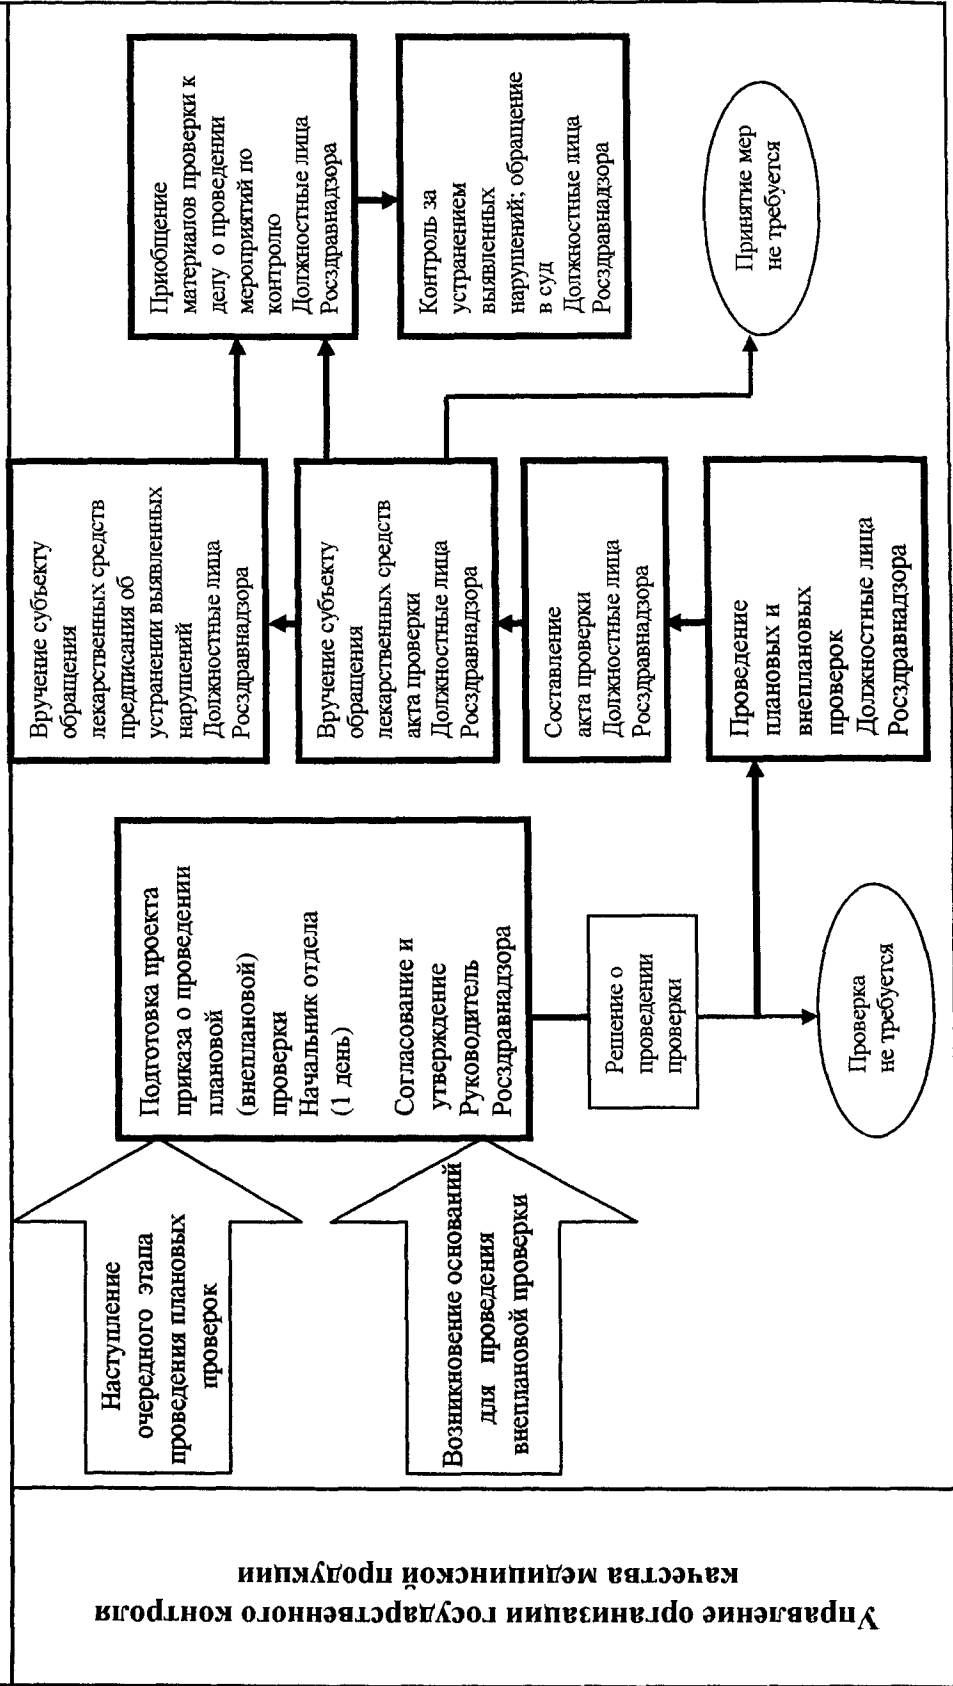 Управление организации государственного контроля
качества медицинской продукции
Наступление
очередного этапа
проведения плановых
проверок
Возникновение оснований
для проведения
внеплановой проверки
Подготовка проекта
приказа о проведении
плановой
(внеплановой)
проверки
Начальник отдела
(1 день)
Согласование и
утверждение
Руководитель
Росздравнадзора
Решение о
проведении
проверки
Проверка
не требуется
Проведение
плановых и
внеплановых
проверок
Должностные лица
Росздравнадзора
Составление
акта проверки
Должностные лица
Росздравнадзора
Вручение субъекту
обращения
лекарственных средств
акта проверки
Должностные лица
Росздравнадзора
Вручение субъекту
обращения
лекарственных средств
предписания об
устранении выявленных
нарушений
Должностные лица
Росздравнадзора
Приобщение
материалов проверки к
делу о проведении
мероприятий по
контролю
Должностные лица
Росздравнадзора
Контроль за
устранением
выявленных
нарушений; обращение
в суд
Должностные лица
Росздравнадзора
Принятие мер
не требуется